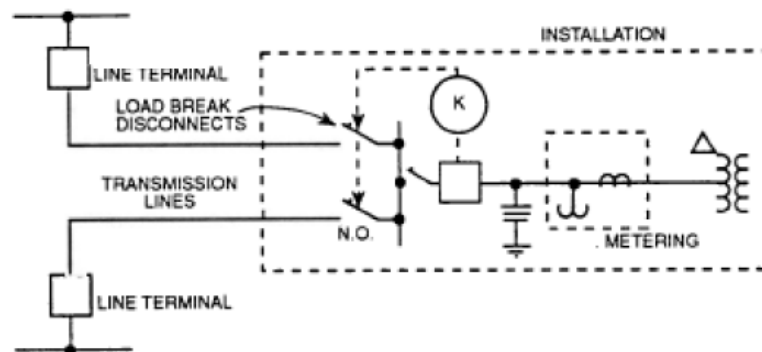 INSTALLATION
LINE TERMINAL
LOAD BREAK
DISCONNECTS
K
TRANSMISSION
LINES
N.O.
. METERING
LINE TERMINAL